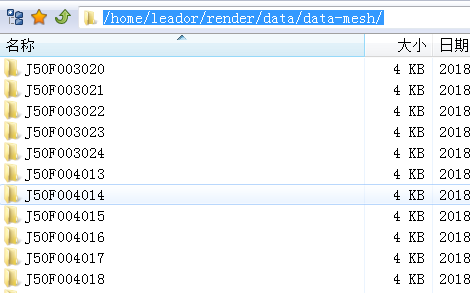 /home/leador/render/data/data-mesh/
名称 大小 日期
J50F003020 4 KB 2018
J50F003021 4 KB 2018
J50F003022 4 KB 2018
J50F003023 4 KB 2018
J50F003024 4 KB 2018
J50F004013 4 KB 2018
J50F004014 4 KB 2018
J50F004015 4 KB 2018
J50F004016 4 KB 2018
J50F004017 4 KB 2018
J50F004018 4 KB 2018